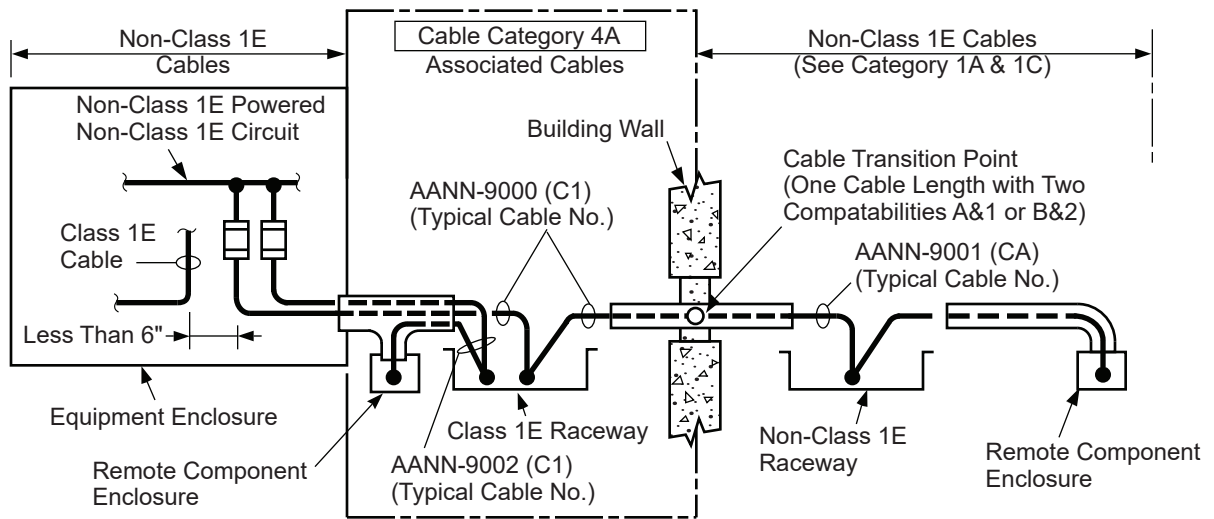 Non-Class 1E
Cables
Cable Category 4A
Associated Cables
Non-Class 1E Cables
(See Category 1A & 1C)
Non-Class 1E Powered
Non-Class 1E Circuit
Building Wall
Cable Transition Point
(One Cable Length with Two
Compatabilities A&1 or B&2)
AANN-9000 (C1)
(Typical Cable No.)
Class 1E
Cable
AANN-9001 (CA)
(Typical Cable No.)
Less Than 6"
Equipment Enclosure
Class 1E Raceway
Non-Class 1E
Raceway
Remote Component
Enclosure
AANN-9002 (C1)
(Typical Cable No.)
Remote Component
Enclosure